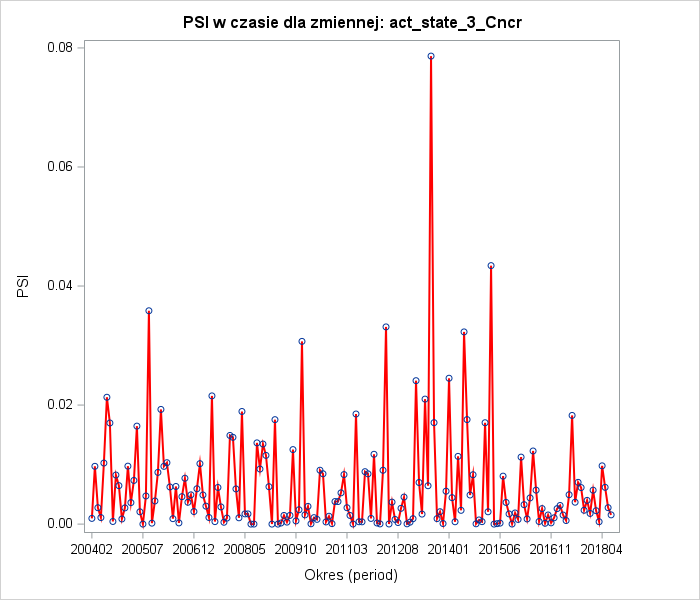 PSI w czasie dla zmiennej: act_state_3_Cncr
0.08
0.06
0.04
0.02
0.00
PSI
200402 200507 200612 200805 200910 201103 201208 201401 201506 201611 201804
Okres (period)